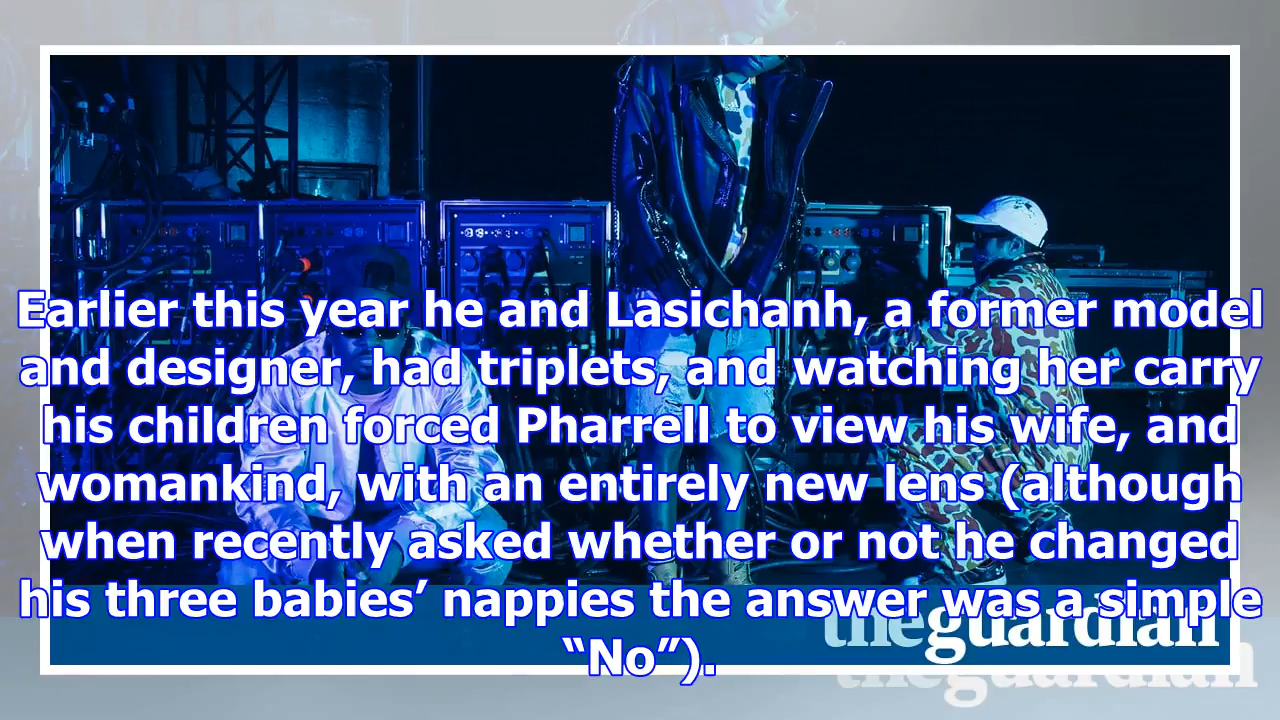 Earlier this year he and Lasichanh, a former model
and designer, had triplets, and watching her carry
his children forced Pharrell to view his wife, and
womankind, with an entirely new lens (although
when recently asked whether or not he changed
his three babies’ nappies the answer was a simple
“No”).
theguardian
theguardian